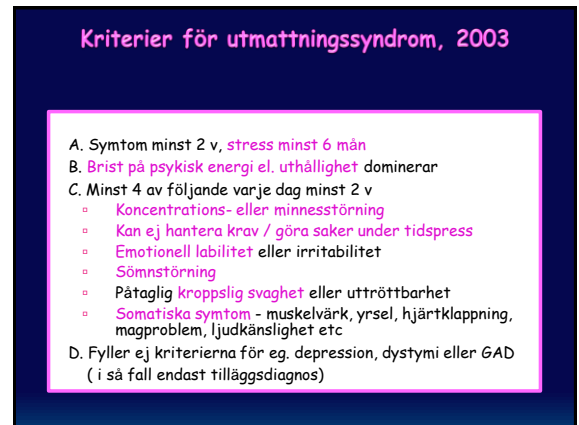 Kriterier för utmattningssyndrom, 2003
A. Symtom minst 2 v, stress minst 6 mån
B. Brist på psykisk energi el. uthållighet dominerar
C. Minst 4 av följande varje dag minst 2 v
▫ Koncentrations- eller minnesstörning
▫ Kan ej hantera krav / göra saker under tidspress
▫ Emotionell labilitet eller irritabilitet
▫ Sömnstörning
▫ Påtaglig kroppslig svaghet eller uttröttbarhet
▫ Somatiska symtom - muskelvärk, yrsel, hjärtklappning,
magproblem, ljudkänslighet etc
D. Fyller ej kriterierna för eg. depression, dystymi eller GAD
( i så fall endast tilläggsdiagnos)